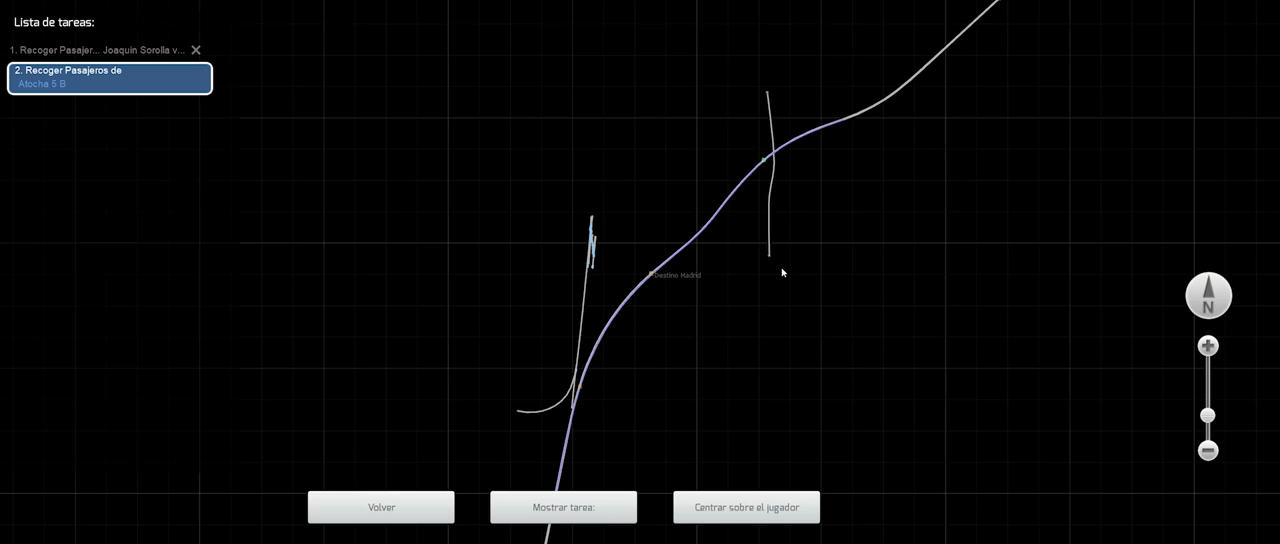 Lista de tareas:
1. Recoger Pasajer... Joaquin Sorolla v...
2. Recoger Pasajeros de
Atocha 5 B
Destino Madrid
N
Volver
Mostrar tarea:
Centrar sobre el jugador